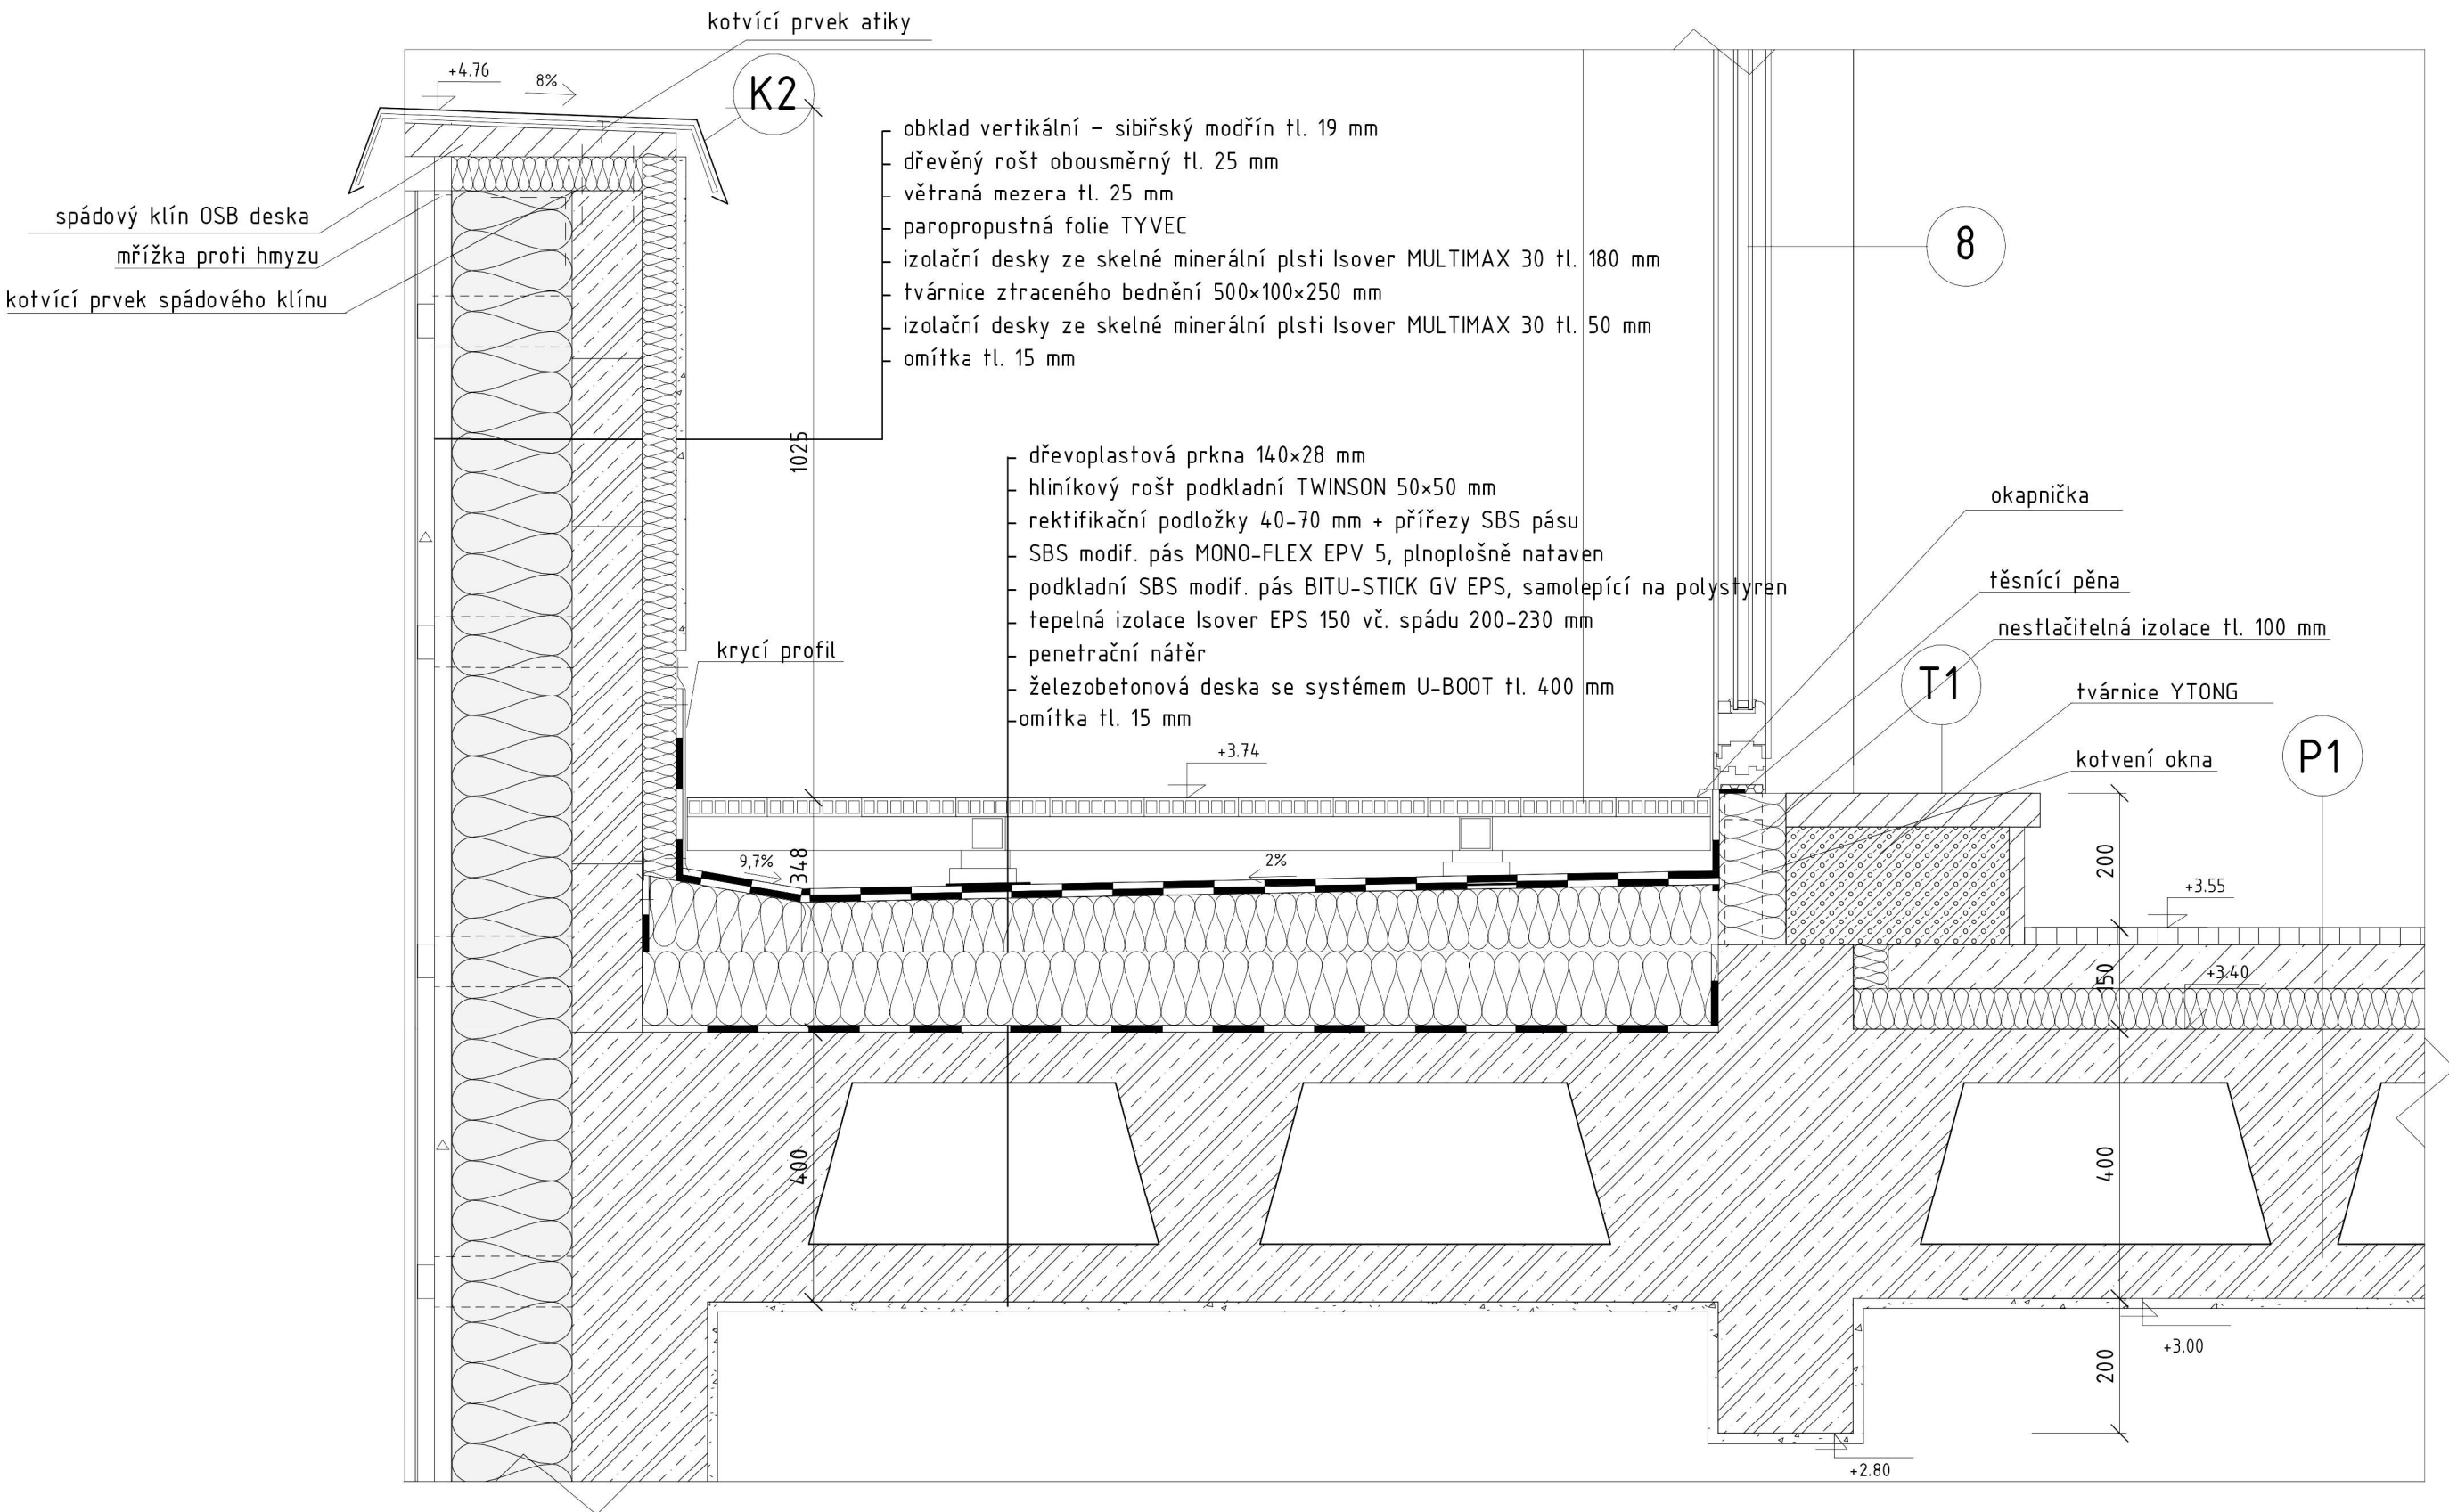 kotvící prvek atiky
+4.76
8%
K2
spádový klín OSB deska
mřížka proti hmyzu
kotvící prvek spádového klínu
obklad vertikální – sibiřský modřín tl. 19 mm
dřevěný rošt obousměrný tl. 25 mm
větraná mezera tl. 25 mm
paropropustná folie TYVEC
izolační desky ze skelné minerální plsti Isover MULTIMAX 30 tl. 180 mm
tvárnice ztraceného bednění 500×100×250 mm
izolační desky ze skelné minerální plsti Isover MULTIMAX 30 tl. 50 mm
omítka tl. 15 mm
8
1025
dřevoplastová prkna 140×28 mm
hliníkový rošt podkladní TWINSON 50×50 mm
rektifikační podložky 40-70 mm + přířezy SBS pásu
SBS modif. pás MONO-FLEX EPV 5, plnoplošně nataven
podkladní SBS modif. pás BITU-STICK GV EPS, samolepící na polystyren
tepelná izolace Isover EPS 150 vč. spádu 200-230 mm
penetrační nátěr
železobetonová deska se systémem U-BOOT tl. 400 mm
omítka tl. 15 mm
krycí profil
okapnička
těsnící pěna
nestlačitelná izolace tl. 100 mm
T1
tvárnice YTONG
kotvení okna
P1
+3.74
9,7%
348
2%
200
+3.55
150
+3.40
400
400
+3.00
200
+2.80